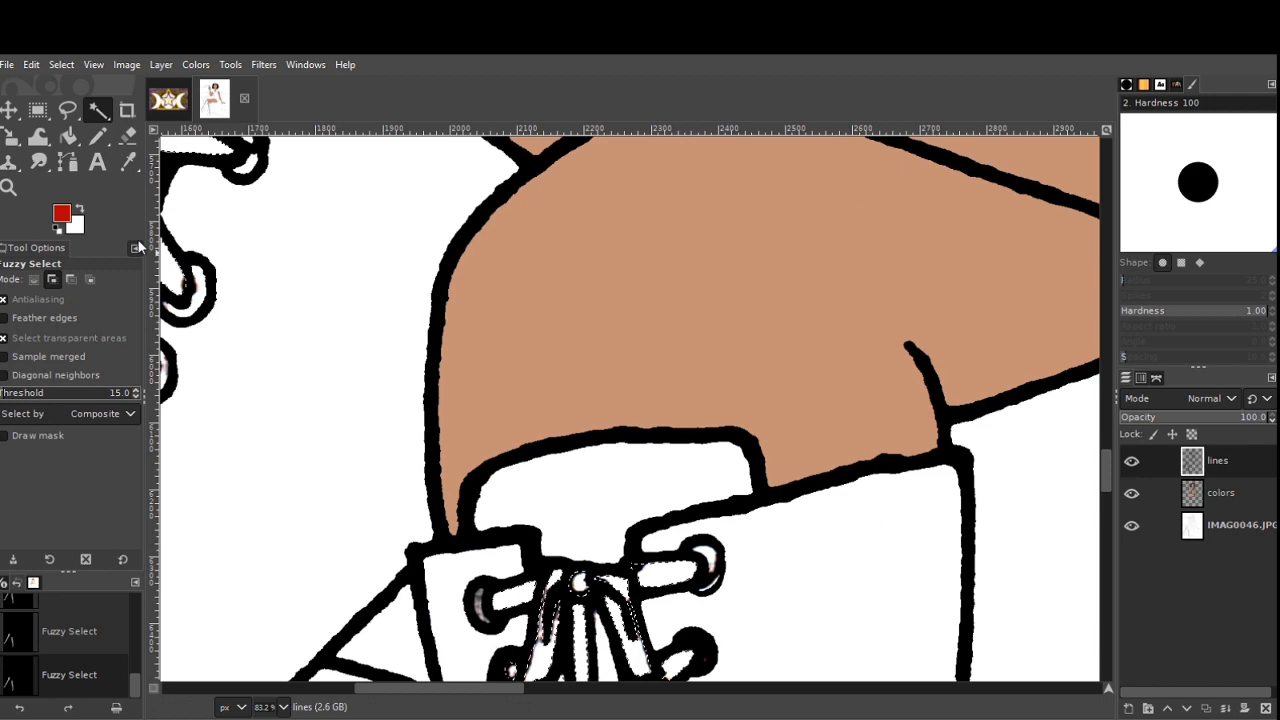 File Edit Select View Image Layer Colors Tools Filters Windows Help
2. Hardness 100
1600 1700 1800 1900 2000 2100 2200 2300 2400 2500 2600 2700 2800 2900
Tool Options
Fuzzy Select
Mode:
Antialiasing
Feather edges
Select transparent areas
Sample merged
Diagonal neighbors
Threshold 15.0
Select by Composite
Draw mask
Fuzzy Select
Fuzzy Select
Shape:
Hardness 1.00
Mode Normal
Opacity 100.0
Lock:
lines
colors
IMAG0046.JPG
px 83.2 lines (2.6 GB)